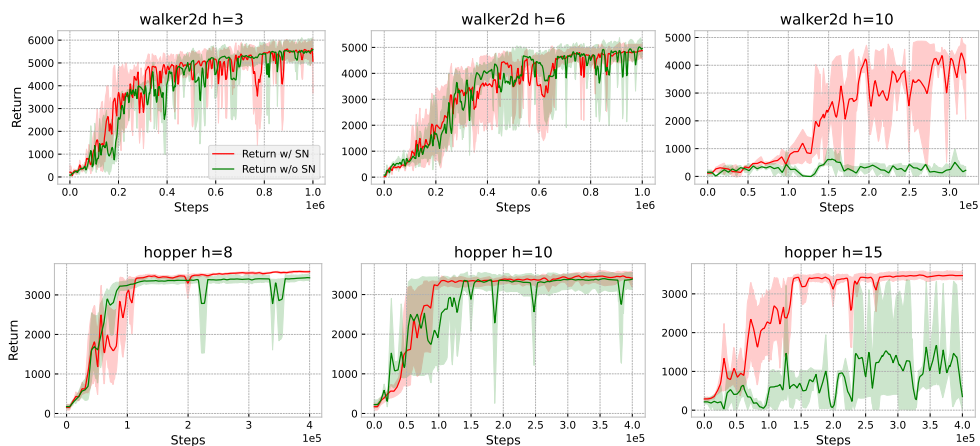 walker2d h=3
walker2d h=6
walker2d h=10
Return
6000
5000
4000
3000
2000
1000
0
Return w/ SN
Return w/o SN
0.0 0.2 0.4 0.6 0.8 1.0
Steps
1e6
5000
4000
3000
2000
1000
0
0.0 0.2 0.4 0.6 0.8 1.0
Steps
1e6
5000
4000
3000
2000
1000
0
0.0 0.5 1.0 1.5 2.0 2.5 3.0
Steps
1e5
hopper h=8
hopper h=10
hopper h=15
Return
3000
2000
1000
0
0 1 2 3 4
Steps
1e5
3000
2000
1000
0
0.0 0.5 1.0 1.5 2.0 2.5 3.0 3.5 4.0
Steps
1e5
3000
2000
1000
0
0.0 0.5 1.0 1.5 2.0 2.5 3.0 3.5 4.0
Steps
1e5